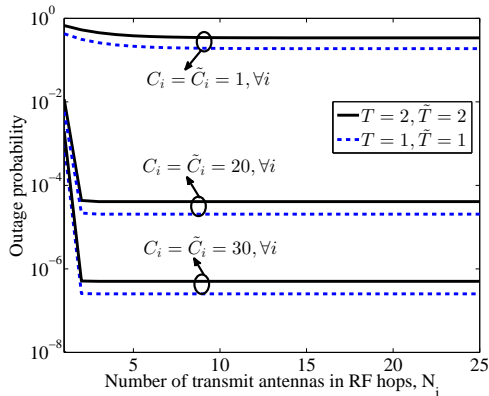 10^0
10^-2
10^-4
10^-6
10^-8
Outage probability
C_i = C̃_i = 1, ∀i
T = 2, T̃ = 2
T = 1, T̃ = 1
C_i = C̃_i = 20, ∀i
C_i = C̃_i = 30, ∀i
5 10 15 20 25
Number of transmit antennas in RF hops, N_i